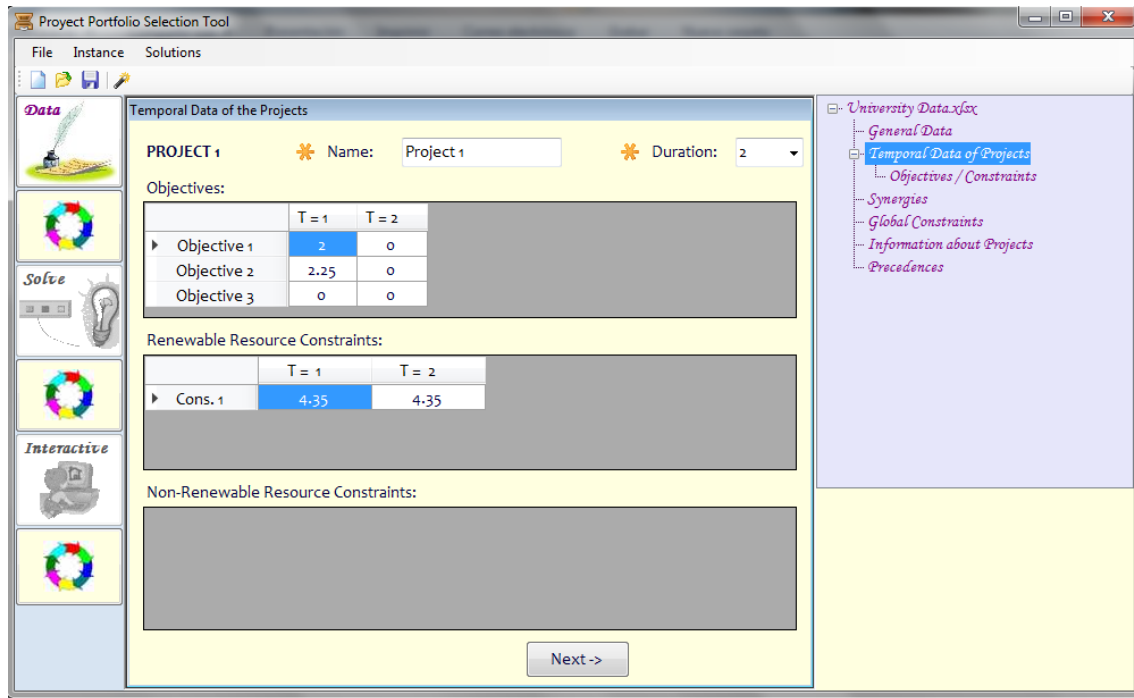 Proyect Portfolio Selection Tool
File Instance Solutions
Data
Solve
Interactive
Temporal Data of the Projects
PROJECT 1 Name: Project 1 Duration: 2
Objectives:
T = 1 T = 2
Objective 1 2 0
Objective 2 2.25 0
Objective 3 0 0
Renewable Resource Constraints:
T = 1 T = 2
Cons. 1 4.35 4.35
Non-Renewable Resource Constraints:
Next ->
University Data.xlsx
General Data
Temporal Data of Projects
Objectives / Constraints
Synergies
Global Constraints
Information about Projects
Precedences